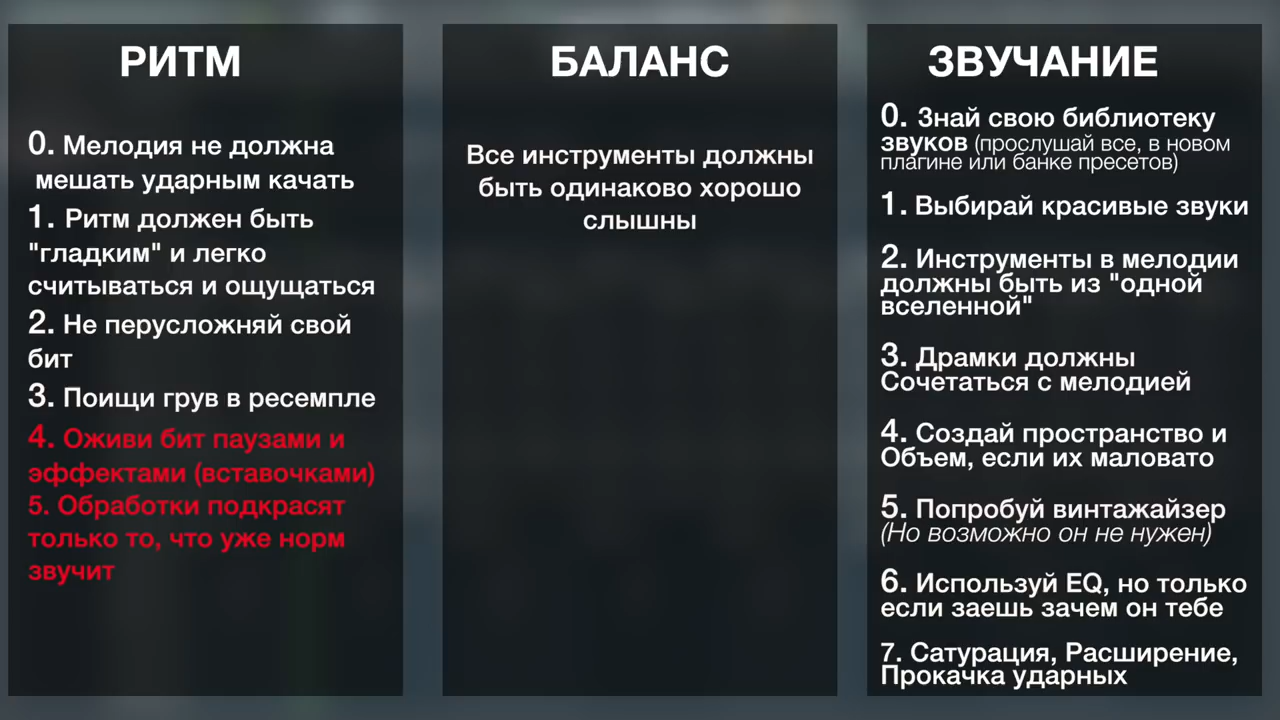 РИТМ
0. Мелодия не должна
мешать ударным качать
1. Ритм должен быть
"гладким" и легко
считываться и ощущаться
2. Не перусложняй свой
бит
3. Поищи грув в ресемпле
4. Оживи бит паузами и
эффектами (вставочками)
5. Обработки подкрасят
только то, что уже норм
звучит
БАЛАНС
Все инструменты должны
быть одинаково хорошо
слышны
ЗВУЧАНИЕ
0. Знай свою библиотеку
звуков (прослушай все, в новом
плагине или банке пресетов)
1. Выбирай красивые звуки
2. Инструменты в мелодии
должны быть из "одной
вселенной"
3. Драмки должны
Сочетаться с мелодией
4. Создай пространство и
Объем, если их маловато
5. Попробуй винтажайзер
(Но возможно он не нужен)
6. Используй EQ, но только
если заешь зачем он тебе
7. Сатурация, Расширение,
Прокачка ударных